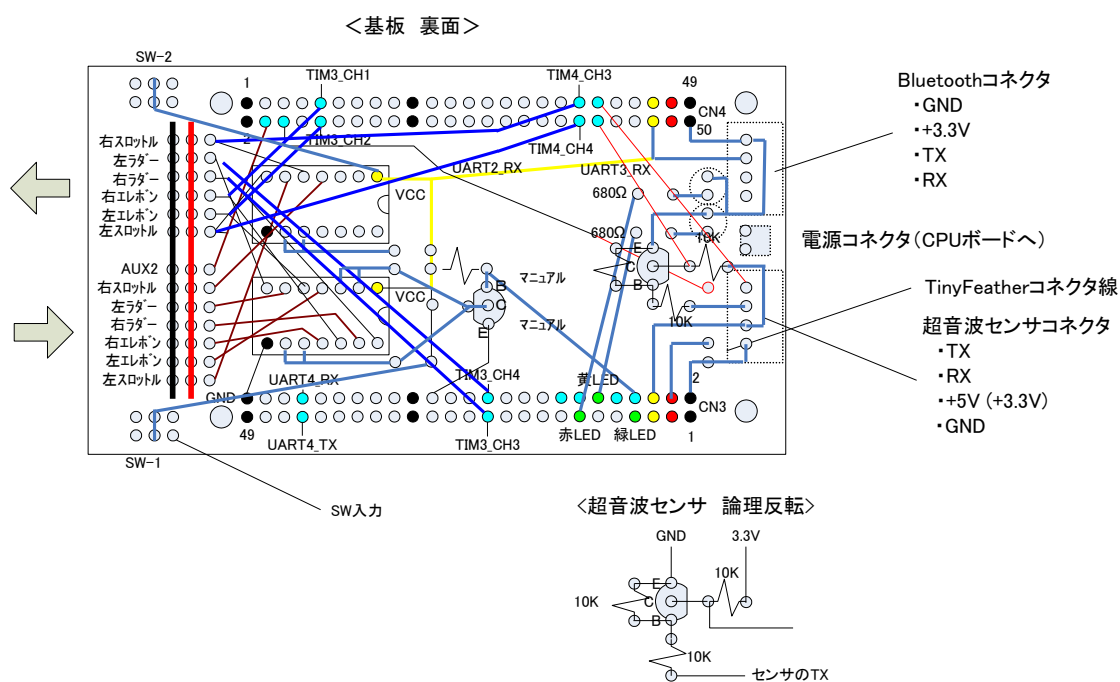 ＜基板 裏面＞
SW-2
1
TIM3_CH1
TIM4_CH3
49
CN4
50
2
TIM3_CH2
TIM4_CH4
UART2_RX
UART3_RX
右スロットル
左ラダー
右ラダー
右エレボン
左エレボン
左スロットル
VCC
680Ω
680Ω
E
C
B
10K
10K
AUX2
右スロットル
左ラダー
右ラダー
右エレボン
左エレボン
左スロットル
VCC
B
C
E
マニュアル
マニュアル
UART4_RX
TIM3_CH4
黄LED
2
CN3
1
GND
49
UART4_TX
TIM3_CH3
赤LED
緑LED
SW-1
SW入力
Bluetoothコネクタ
・GND
・+3.3V
・TX
・RX
電源コネクタ（CPUボードへ）
TinyFeatherコネクタ線
超音波センサコネクタ
・TX
・RX
・+5V (+3.3V)
・GND
＜超音波センサ 論理反転＞
GND
3.3V
10K
E
C
B
10K
10K
センサのTX